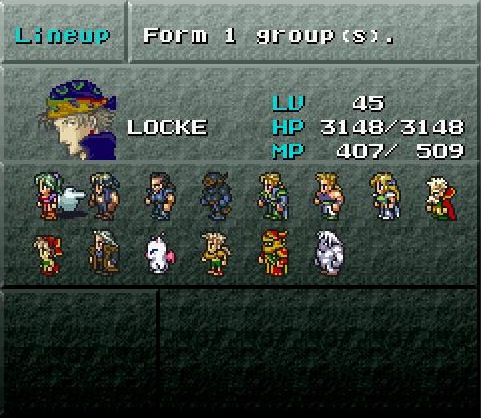 Lineup
Form 1 group(s).
LOCKE
LV 45
HP 3148/3148
MP 407/ 509